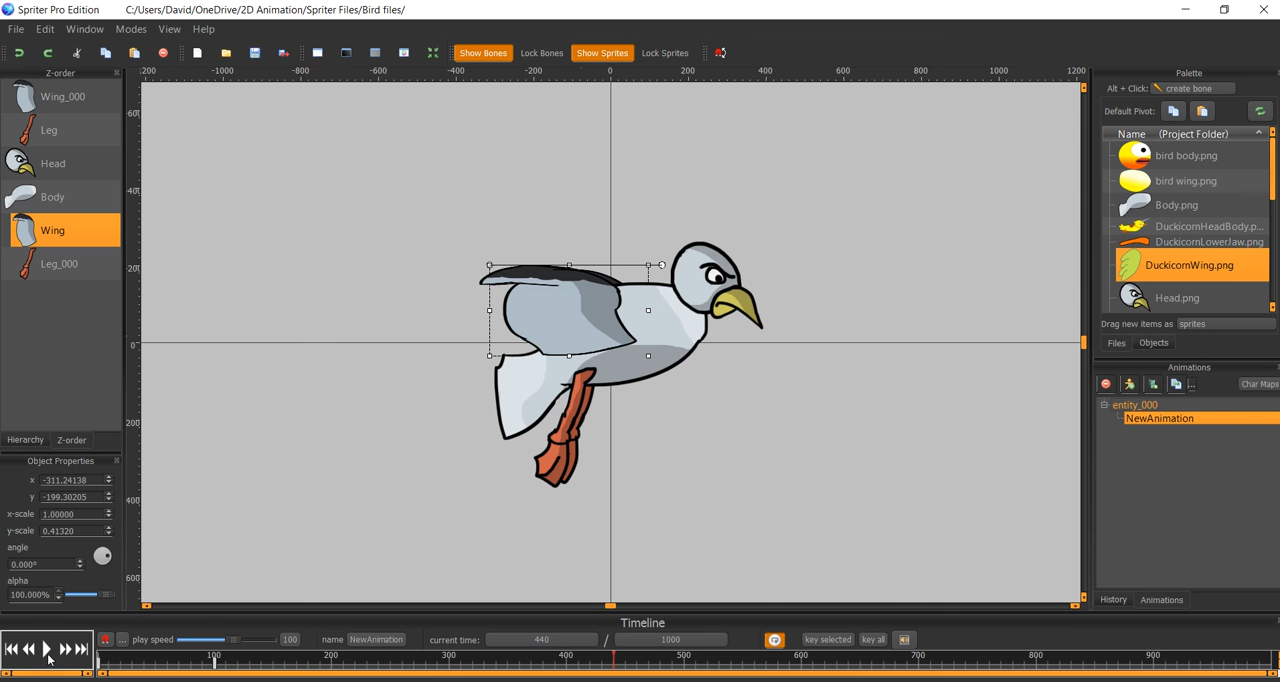 Spriter Pro Edition C:/Users/David/OneDrive/2D Animation/Spriter Files/Bird files/
File Edit Window Modes View Help
Show Bones Lock Bones Show Sprites Lock Sprites
Z-order
Wing_000
Leg
Head
Body
Wing
Leg_000
Hierarchy Z-order
Object Properties
x -311.24138
y -199.30205
x-scale 1.00000
y-scale 0.41320
angle
0.000°
alpha
100.000%
-1000 -800 -600 -400 -200 0 200 400 600 800 1000 1200
0
200
400
600
Palette
Alt + Click: create bone
Default Pivot:
Name (Project Folder)
bird body.png
bird wing.png
Body.png
DuckicornHeadBody.p...
DuckicornLowerJaw.png
DuckicornWing.png
Head.png
Drag new items as sprites
Files Objects
Animations
... Char Maps
entity_000
NewAnimation
History Animations
Timeline
... play speed 100 name NewAnimation current time: 440 / 1000 key selected key all
100 300 400 500 600 700 800 900